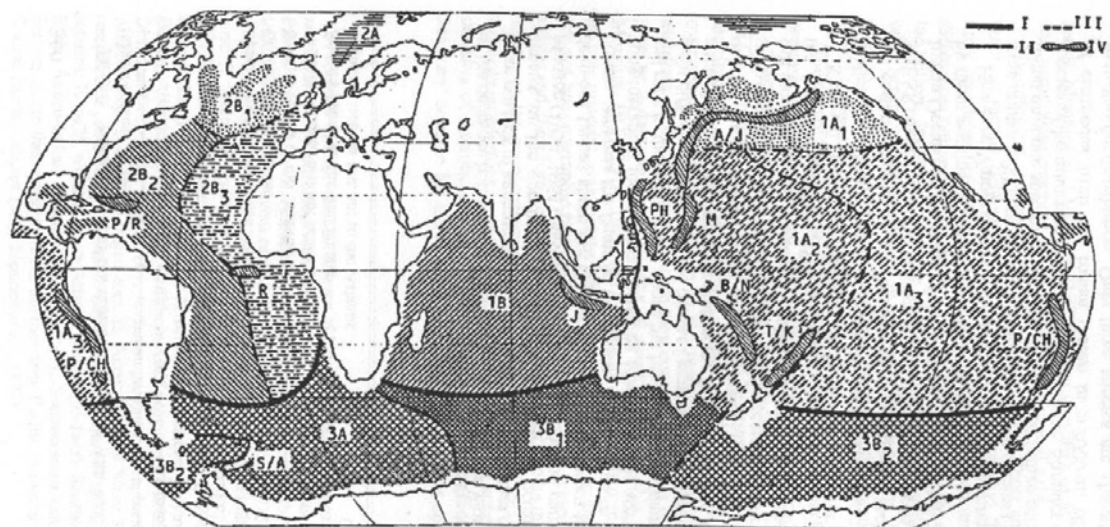 I III
II IV
2A
2B1
1A1
A/J
2B2
2B3
P/R
PH
M
1A2
1A3
1B
R
B/N
J
T/K
1A3
P/CH
P/CH
3A
3B1
3B2
3B2
S/A